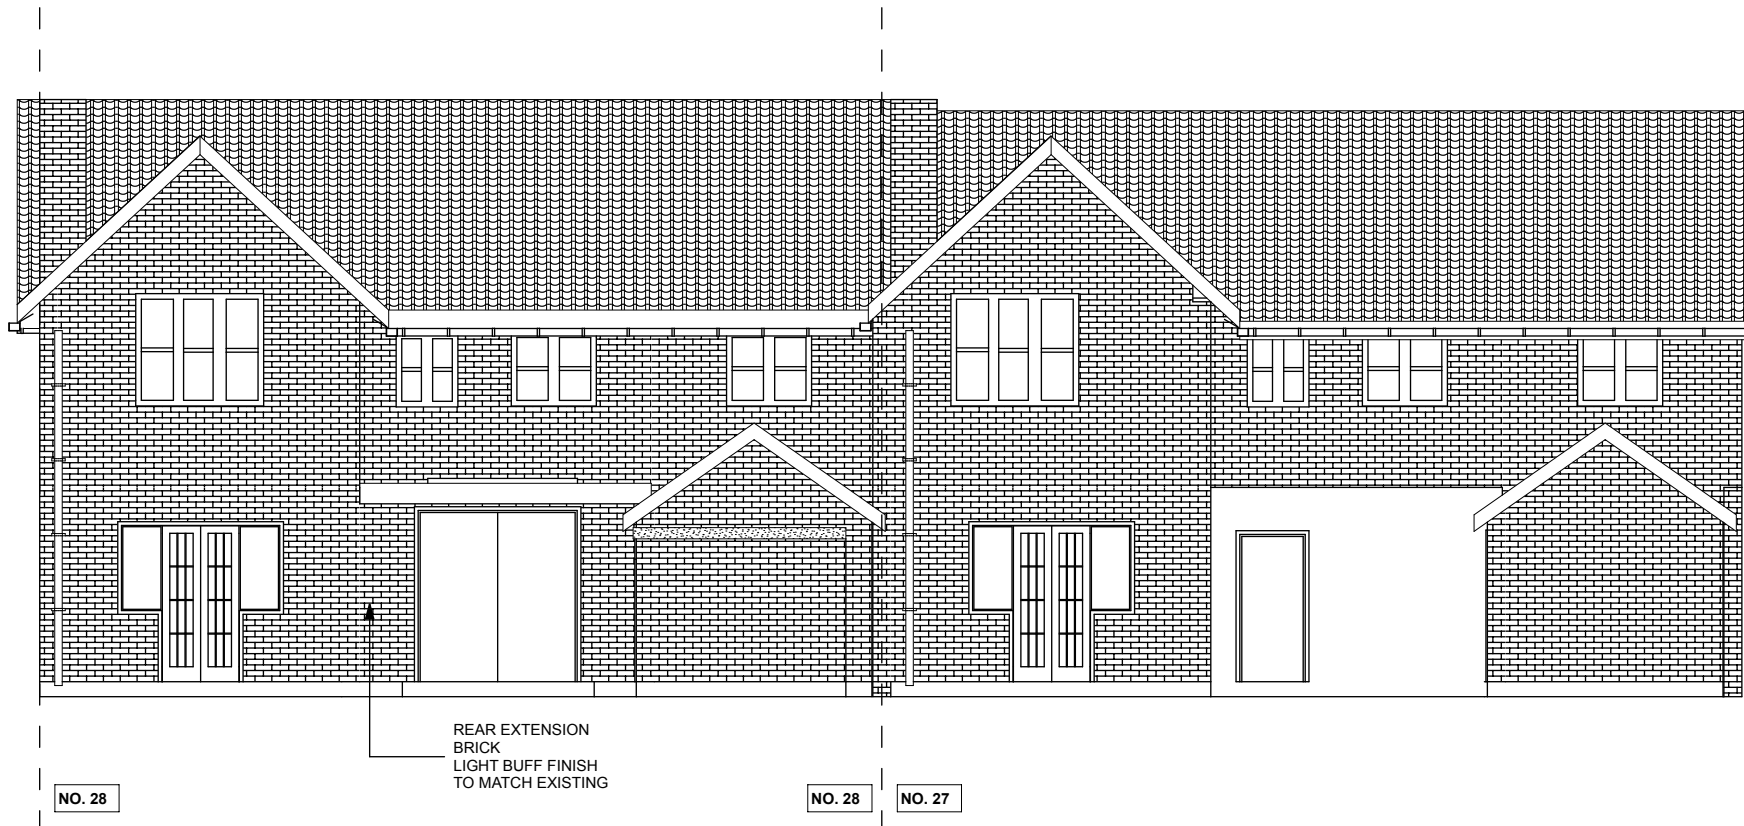 REAR EXTENSION
BRICK
LIGHT BUFF FINISH
TO MATCH EXISTING
NO. 28
NO. 28
NO. 27